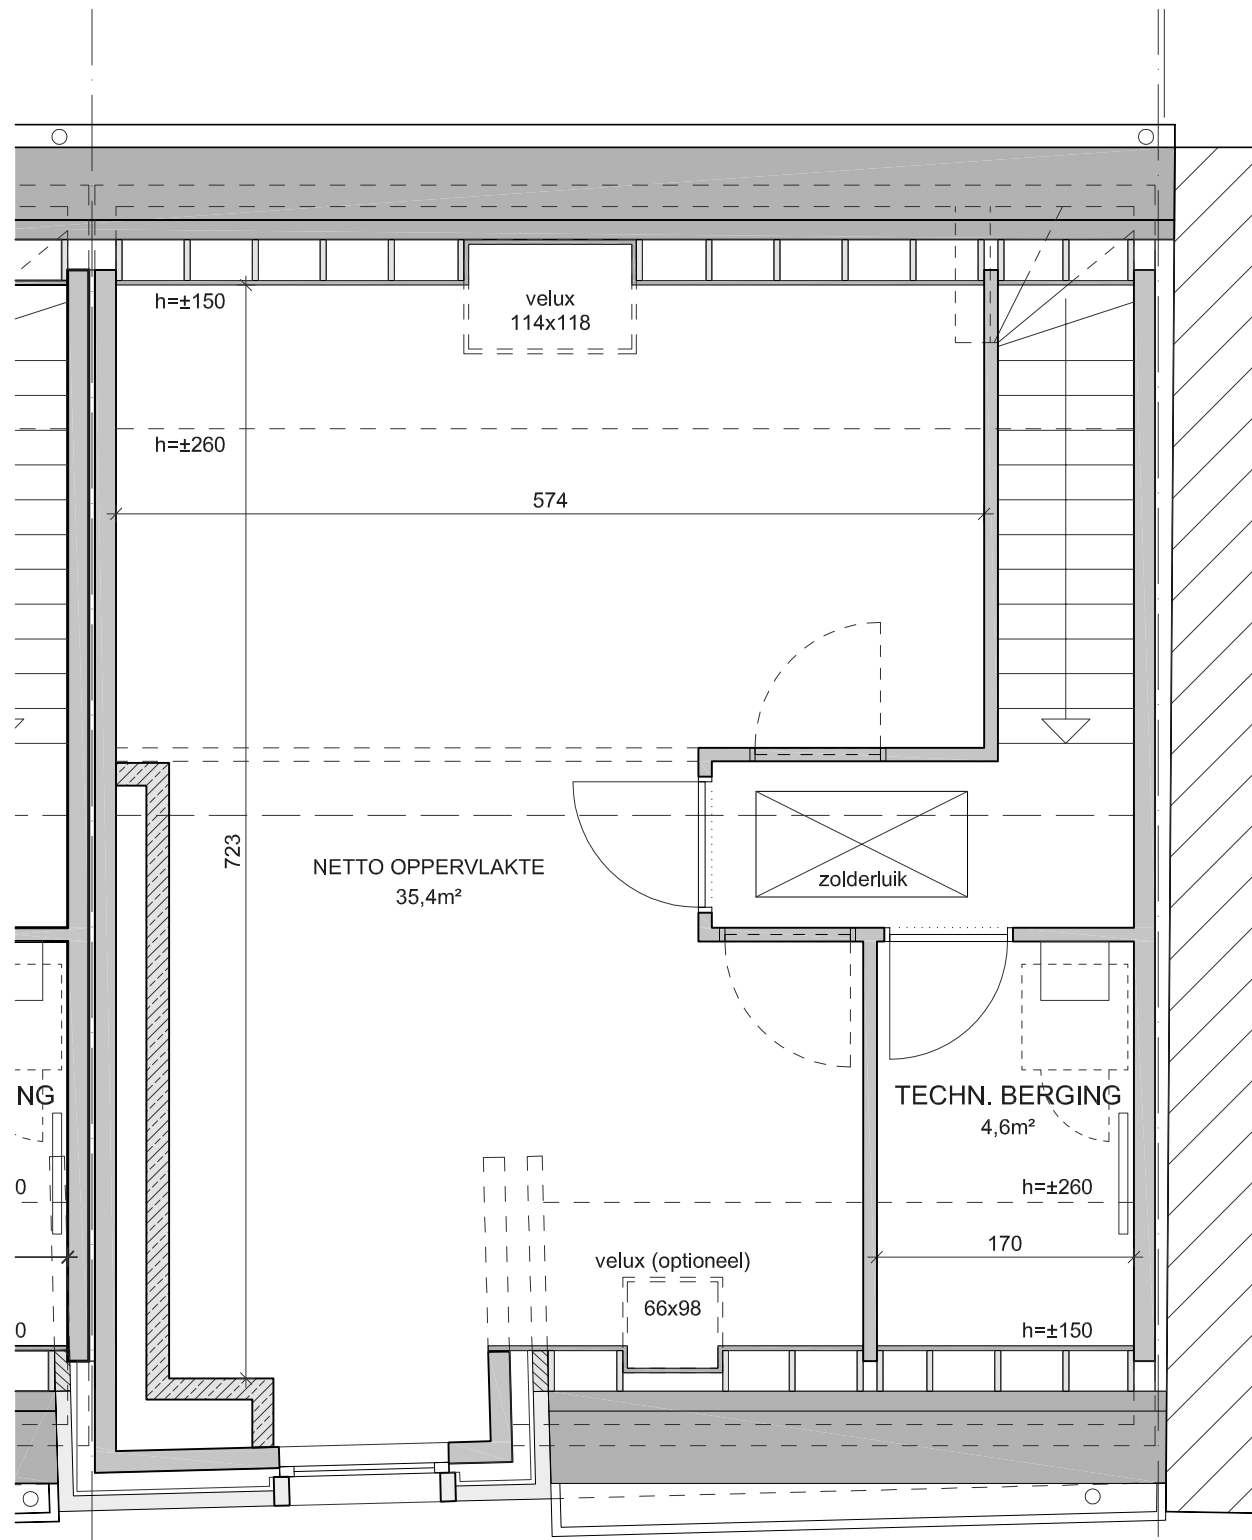 h=±150
velux
114x118
h=±260
574
723
NETTO OPPERVLAKTE
35,4m²
zolderluik
NG
TECHN. BERGING
4,6m²
0
h=±260
170
velux (optioneel)
66x98
0
h=±150